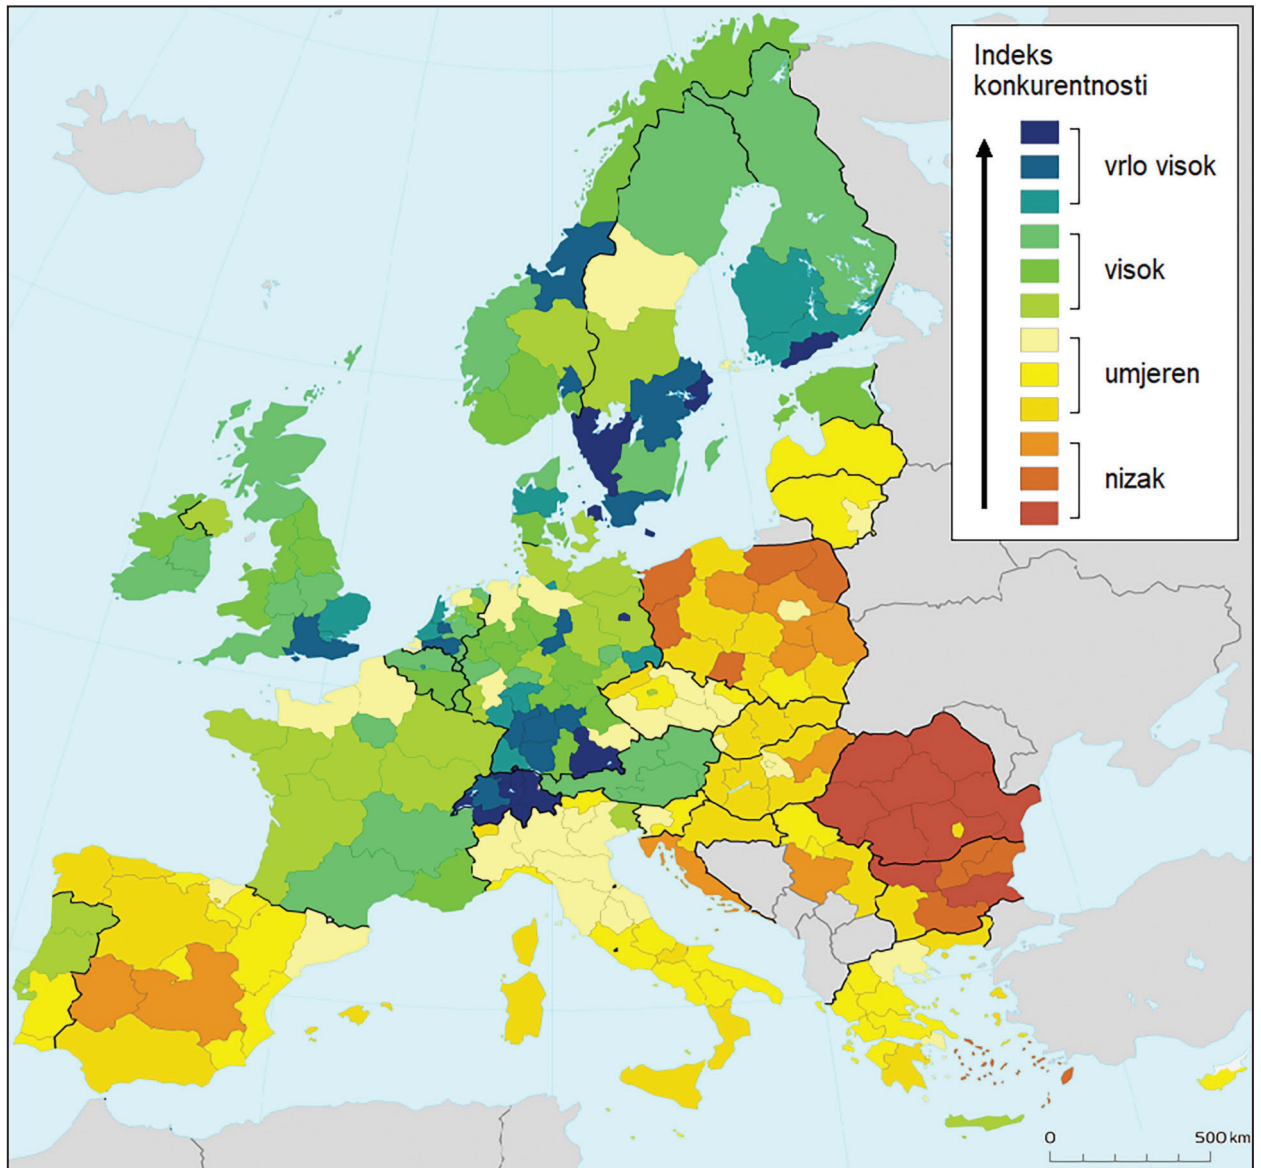 Indeks
konkurentnosti
vrlo visok
visok
umjeren
nizak
0 500 km